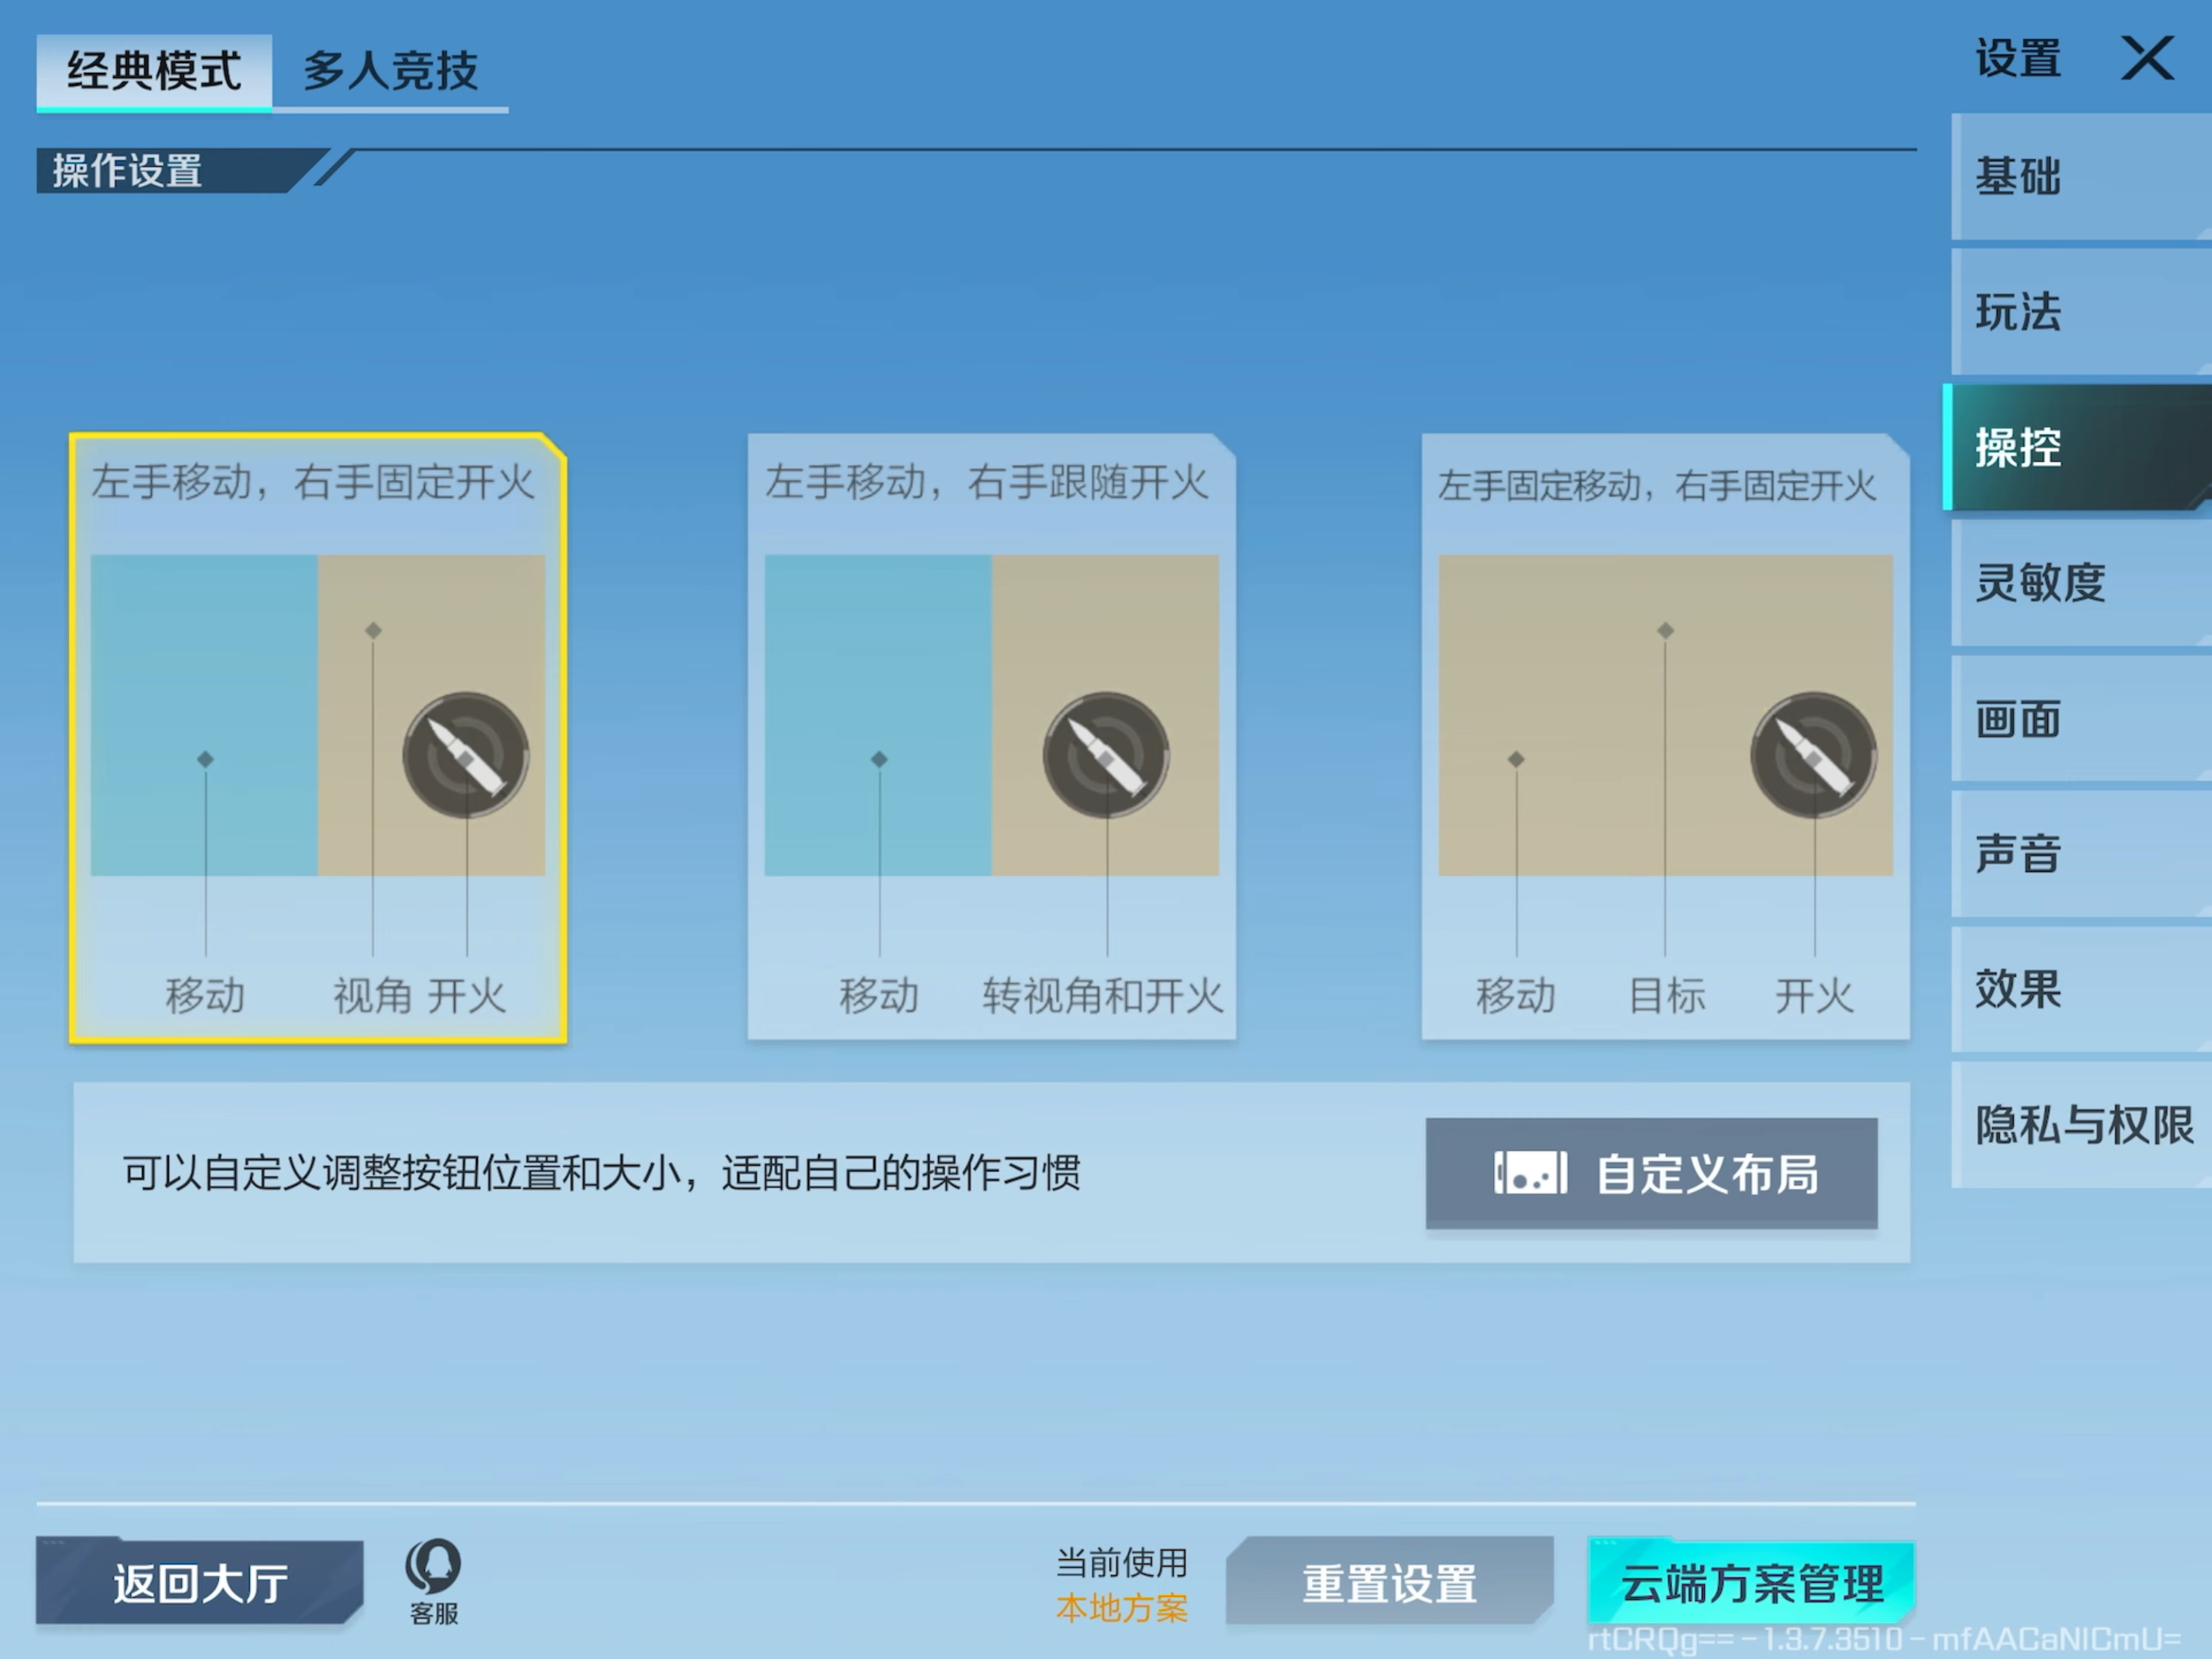 经典模式 多人竞技
设置
操作设置
基础
玩法
操控
灵敏度
画面
声音
效果
隐私与权限
左手移动，右手固定开火
移动 视角 开火
左手移动，右手跟随开火
移动 转视角和开火
左手固定移动，右手固定开火
移动 目标 开火
可以自定义调整按钮位置和大小，适配自己的操作习惯
自定义布局
返回大厅
客服
当前使用
本地方案
重置设置
云端方案管理
rtCRQg== - 1.3.7.3510 - mfAACaNICmU=